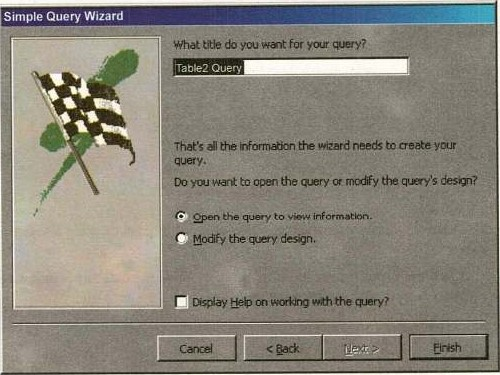 Simple Query Wizard
What title do you want for your query?
Table2 Query
That's all the information the wizard needs to create your
query.
Do you want to open the query or modify the query's design?
Open the query to view information.
Modify the query design.
Display Help on working with the query?
Cancel
< Back
Next >
Finish